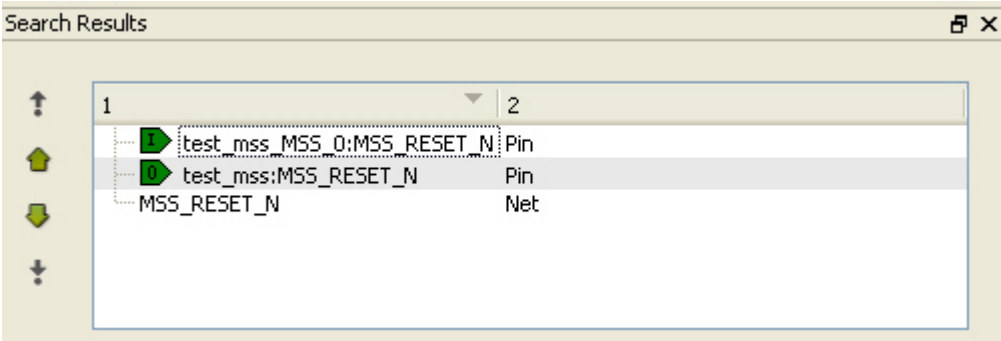 Search Results
1 2
I test_mss_MSS_0:MSS_RESET_N Pin
O test_mss:MSS_RESET_N Pin
MSS_RESET_N Net